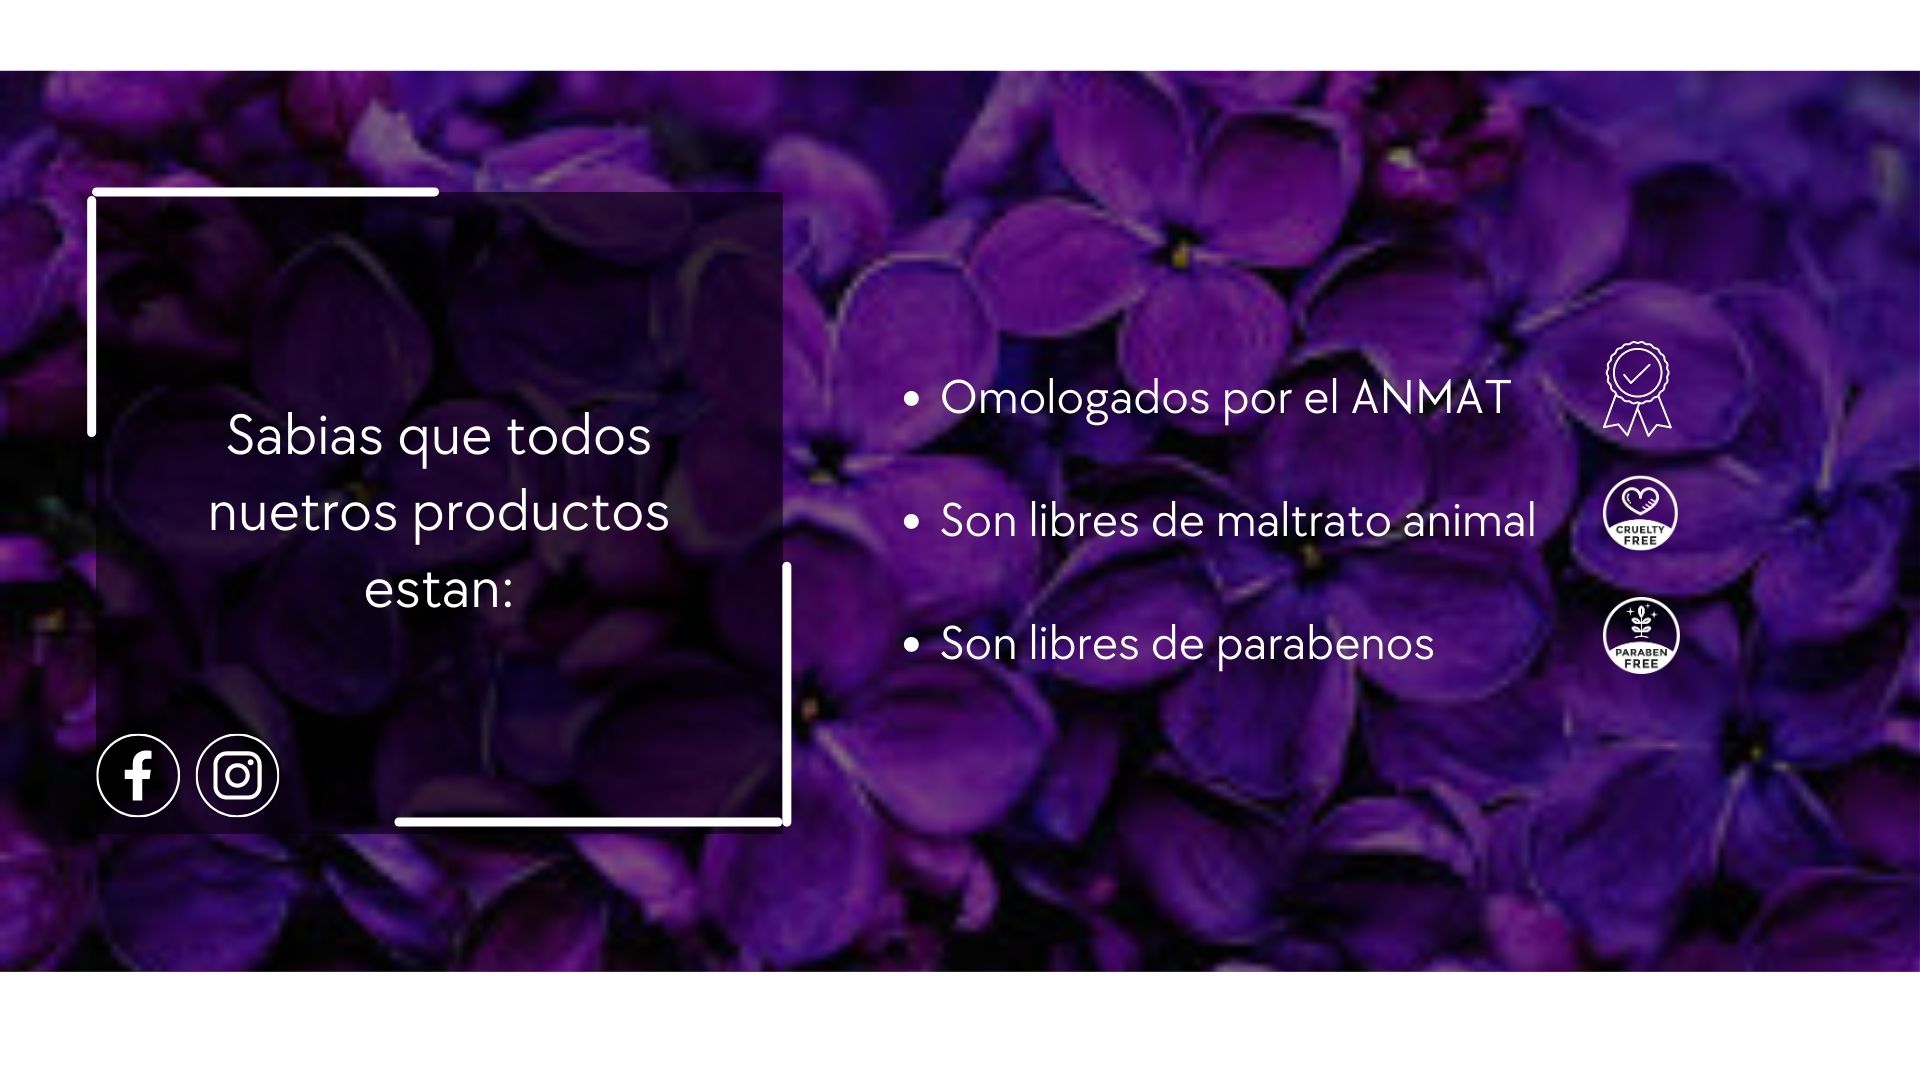 Sabias que todos
nuetros productos
estan:
• Omologados por el ANMAT
• Son libres de maltrato animal
• Son libres de parabenos
CRUELTY
FREE
PARABEN
FREE